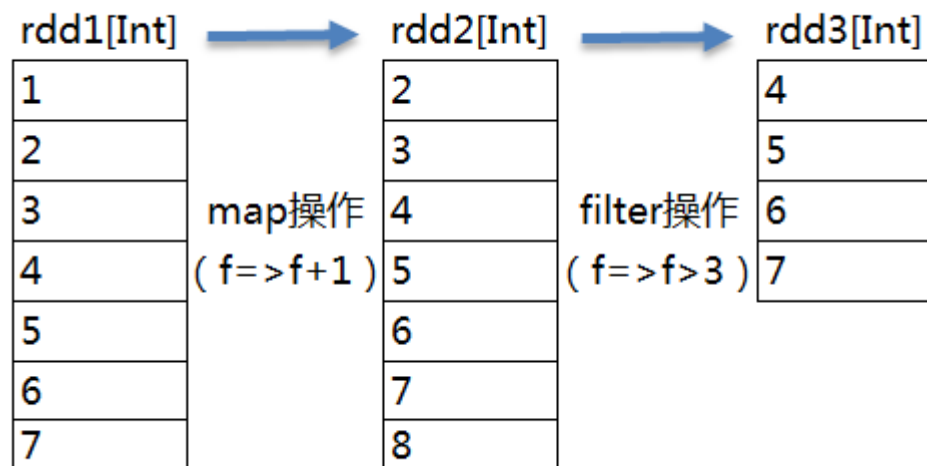 rdd1[Int] rdd2[Int] rdd3[Int]
1 2 4
2 3 5
3 map操作 4 filter操作 6
4 ( f=>f+1 ) 5 ( f=>f>3 ) 7
5 6
6 7
7 8